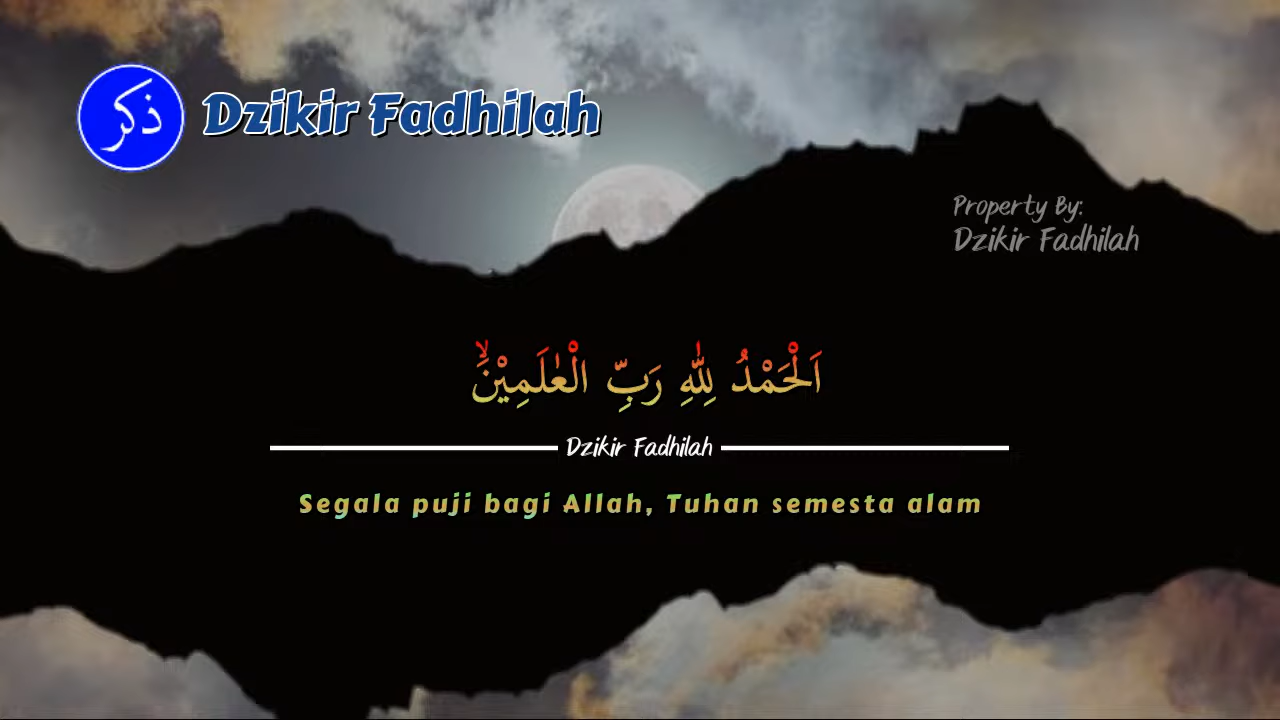 ذكر
Dzikir Fadhilah
Property By:
Dzikir Fadhilah
اَلْحَمْدُ لِلّٰهِ رَبِّ الْعٰلَمِيْنَۙ
Dzikir Fadhilah
Segala puji bagi Allah, Tuhan semesta alam